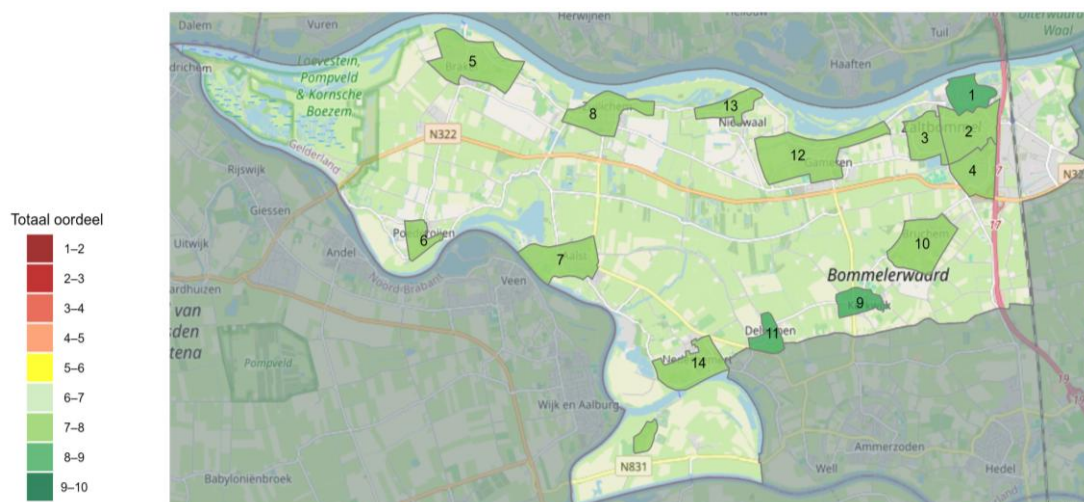 Totaal oordeel
1–2
2–3
3–4
4–5
5–6
6–7
7–8
8–9
9–10
Dalem
Vuren
Herwijnen
Tuil
Waal
Haaften
Loevestein,
Pompveld
& Kornsche
Boezem
5
8
13
Nieuwaal
1
2
3
4
12
N322
Gelderland
Rijswijk
Giessen
Uitwijk
Andel
6
Noord-Brabant
Veen
7
10
Bommelerwaard
9
11
14
Pompveld
Wijk en Aalburg
N831
Babyloniënbroek
Well
Ammerzoden
Hedel
17
19